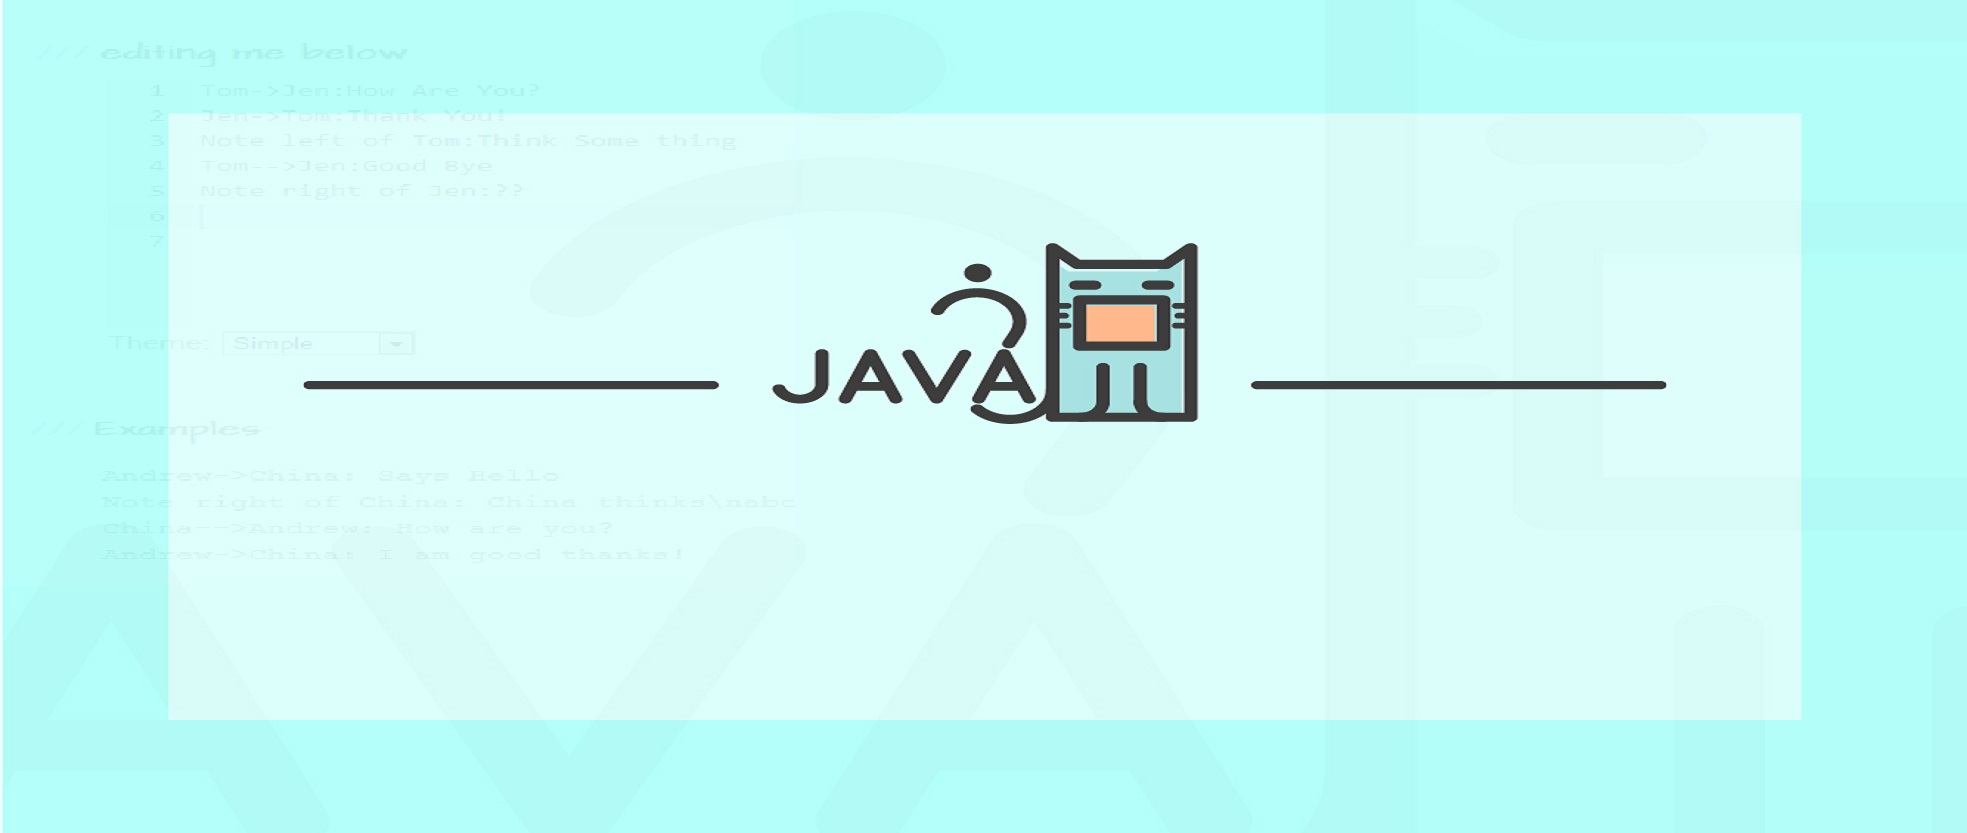 /// editing me below
1 Tom->Jen:How Are You?
2 Jen->Tom:Thank You!
3 Note left of Tom:Think Some thing
4 Tom-->Jen:Good Bye
5 Note right of Jen:??
6
7
Theme: Simple
JAVA
/// Examples
Andrew->China: Says Hello
Note right of China: China thinks\nabc
China-->Andrew: How are you?
Andrew->China: I am good thanks!